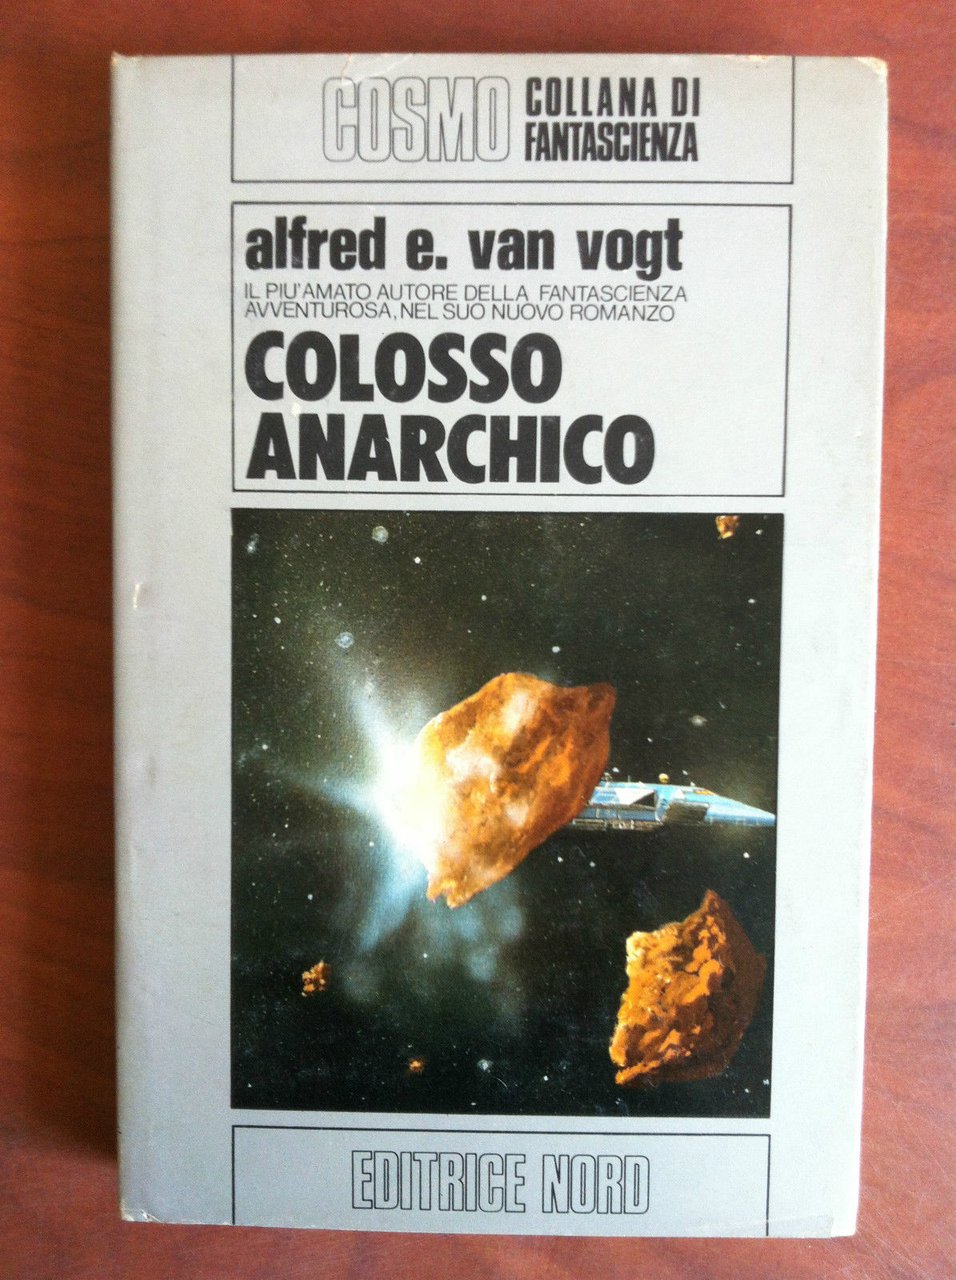 COSMO
COLLANA DI
FANTASCIENZA
alfred e. van vogt
IL PIU'AMATO AUTORE DELLA FANTASCIENZA
AVVENTUROSA, NEL SUO NUOVO ROMANZO
COLOSSO
ANARCHICO
EDITRICE NORD